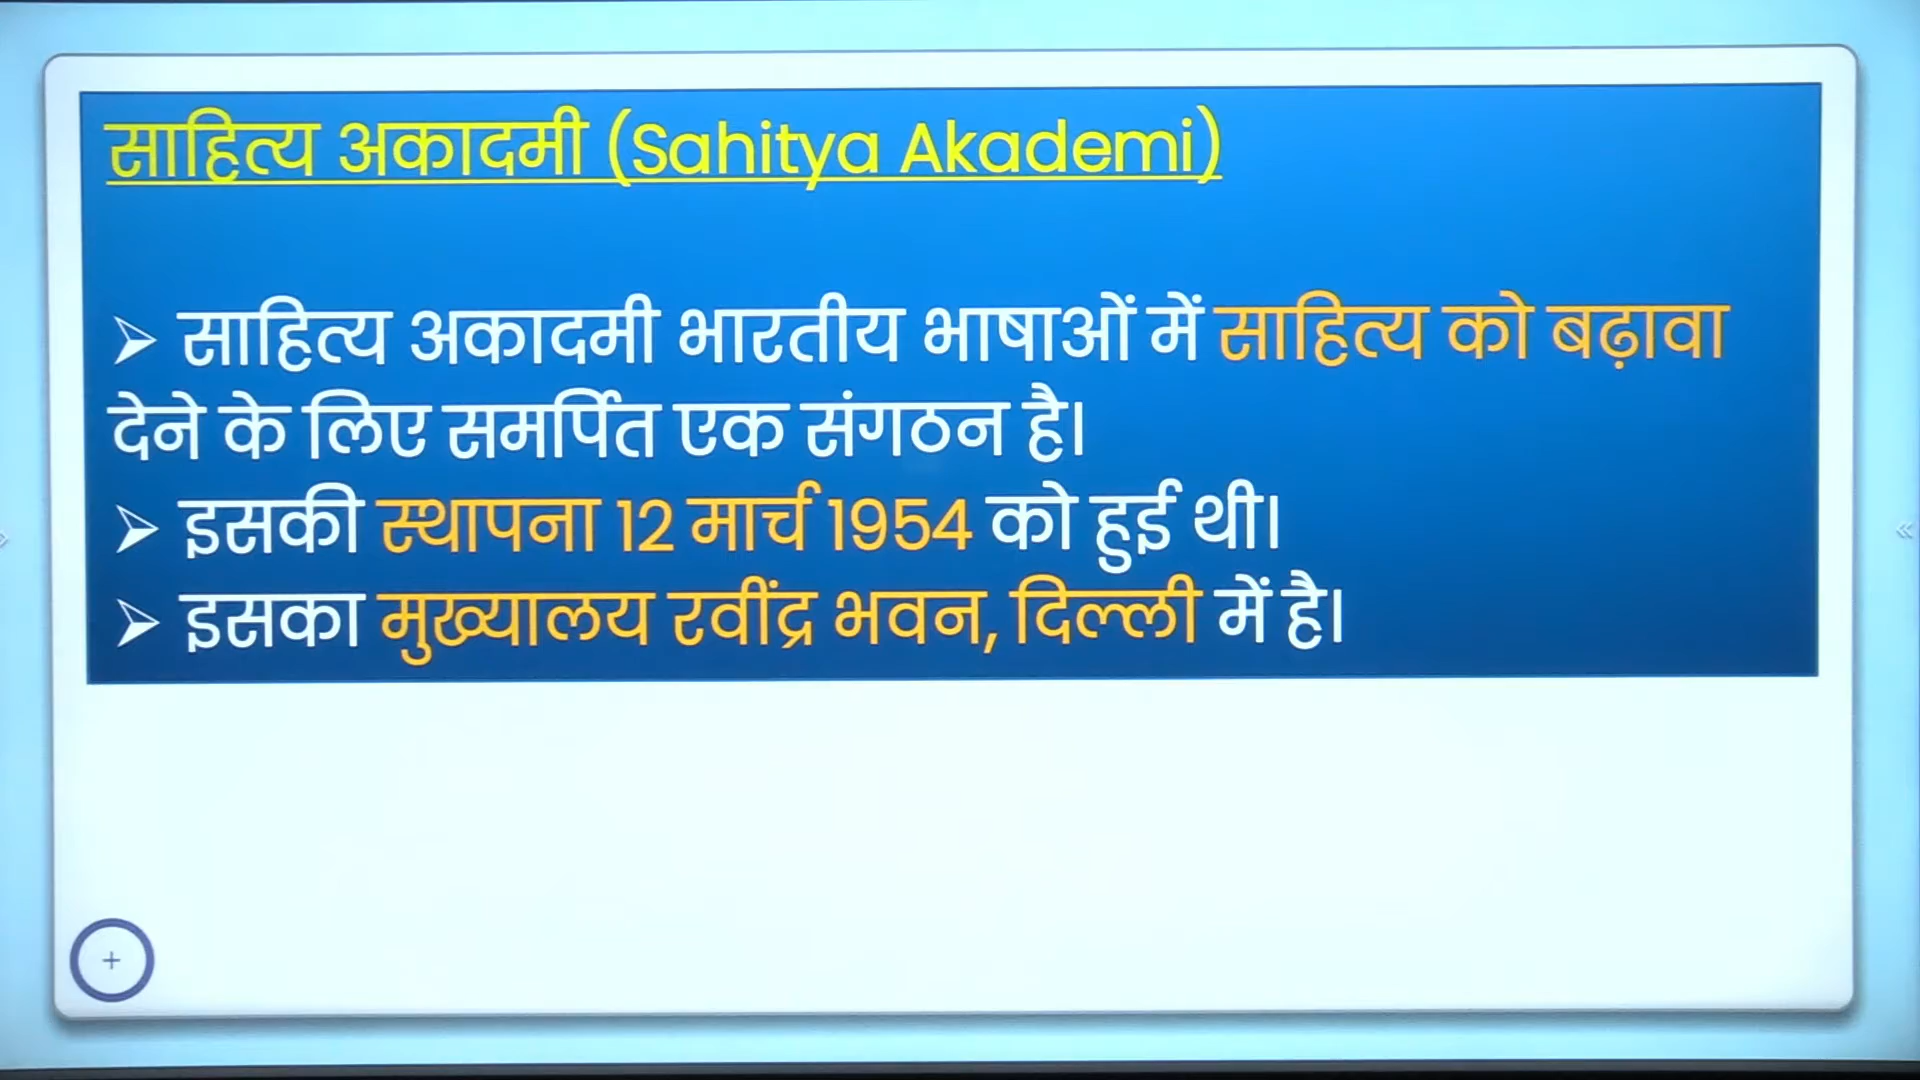 साहित्य अकादमी (Sahitya Akademi)
➢ साहित्य अकादमी भारतीय भाषाओं में साहित्य को बढ़ावा
देने के लिए समर्पित एक संगठन है।
➢ इसकी स्थापना 12 मार्च 1954 को हुई थी।
➢ इसका मुख्यालय रवींद्र भवन, दिल्ली में है।